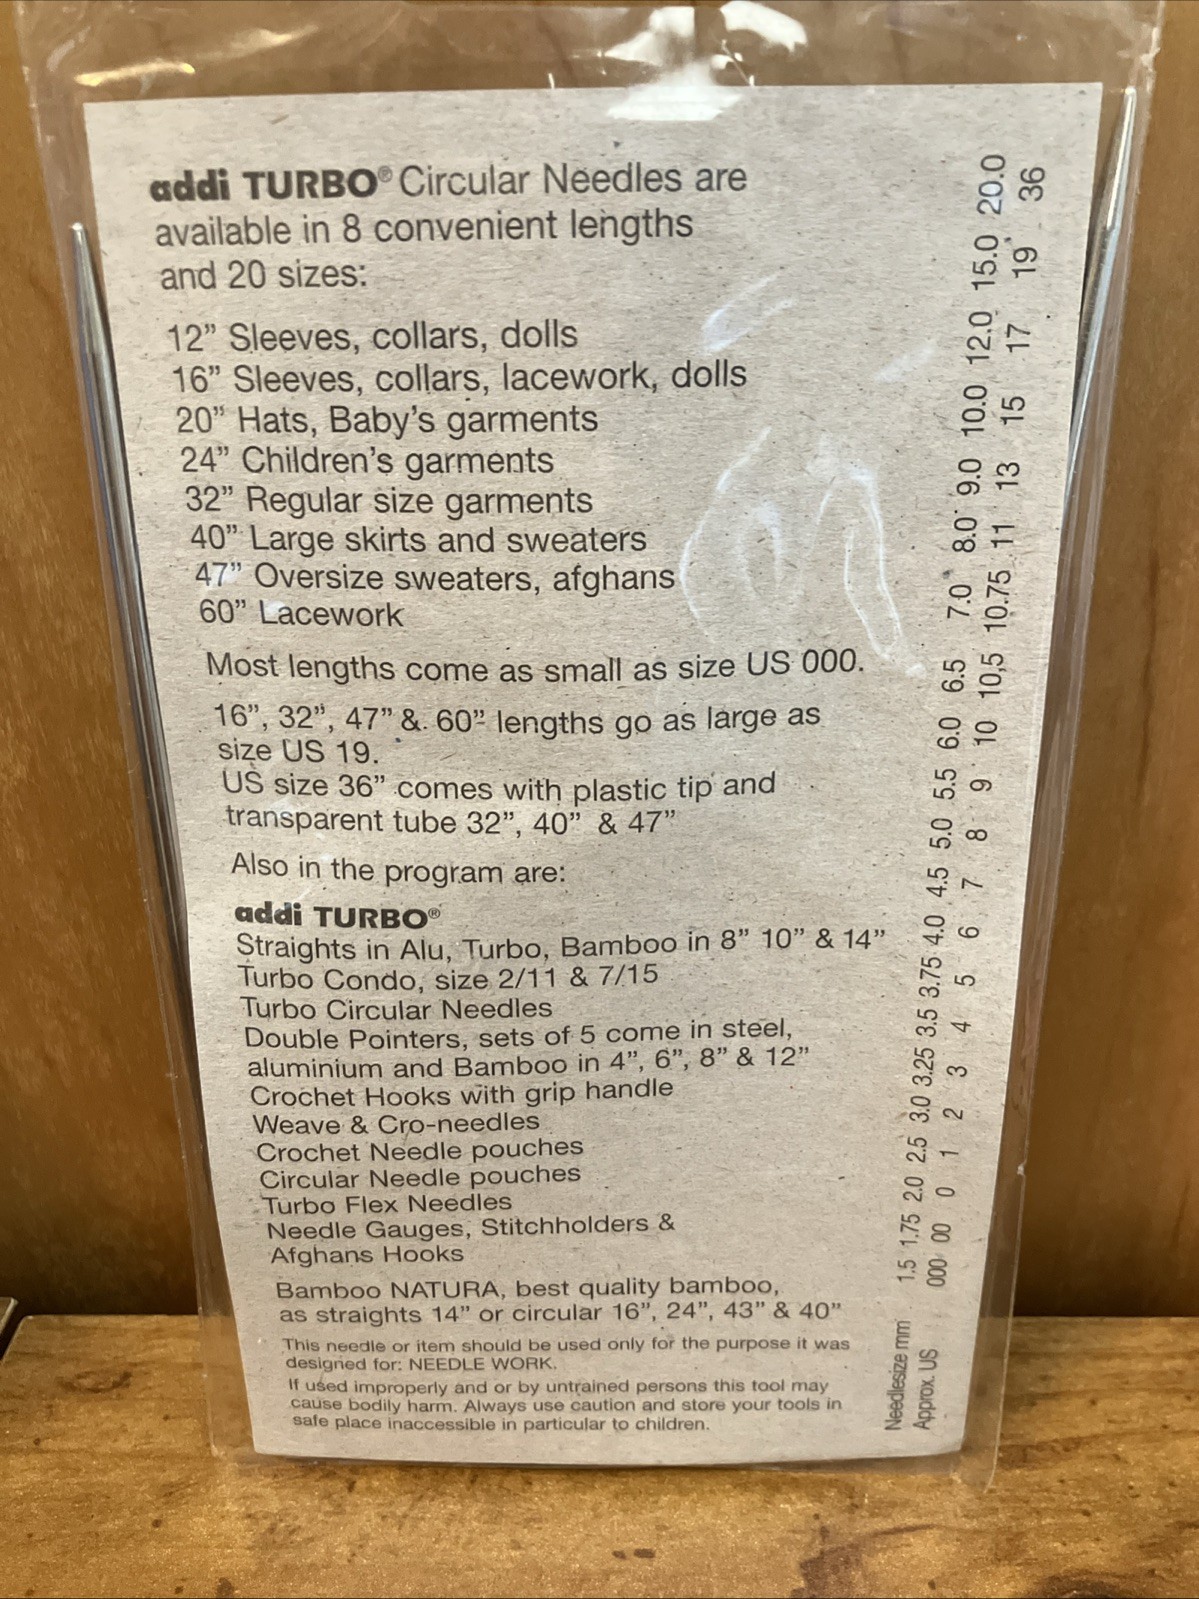 addi TURBO® Circular Needles are
available in 8 convenient lengths
and 20 sizes:
12” Sleeves, collars, dolls
16” Sleeves, collars, lacework, dolls
20” Hats, Baby’s garments
24” Children’s garments
32” Regular size garments
40” Large skirts and sweaters
47” Oversize sweaters, afghans
60” Lacework
Most lengths come as small as size US 000.
16”, 32”, 47” & 60” lengths go as large as
size US 19.
US size 36” comes with plastic tip and
transparent tube 32”, 40” & 47”
Also in the program are:
addi TURBO®
Straights in Alu, Turbo, Bamboo in 8” 10” & 14”
Turbo Condo, size 2/11 & 7/15
Turbo Circular Needles
Double Pointers, sets of 5 come in steel,
aluminium and Bamboo in 4”, 6”, 8” & 12”
Crochet Hooks with grip handle
Weave & Cro-needles
Crochet Needle pouches
Circular Needle pouches
Turbo Flex Needles
Needle Gauges, Stitchholders &
Afghans Hooks
Bamboo NATURA, best quality bamboo,
as straights 14” or circular 16”, 24”, 43” & 40”
This needle or item should be used only for the purpose it was
designed for: NEEDLE WORK.
If used improperly and or by untrained persons this tool may
cause bodily harm. Always use caution and store your tools in
safe place inaccessible in particular to children.
Needlesize mm 1.5 1.75 2.0 2.5 3.0 3.25 3.5 3.75 4.0 4.5 5.0 5.5 6.0 6.5 7.0 8.0 9.0 10.0 12.0 15.0 20.0
Approx. US 000 00 0 1 2 3 4 5 6 7 8 9 10 10,5 10.75 11 13 15 17 19 36